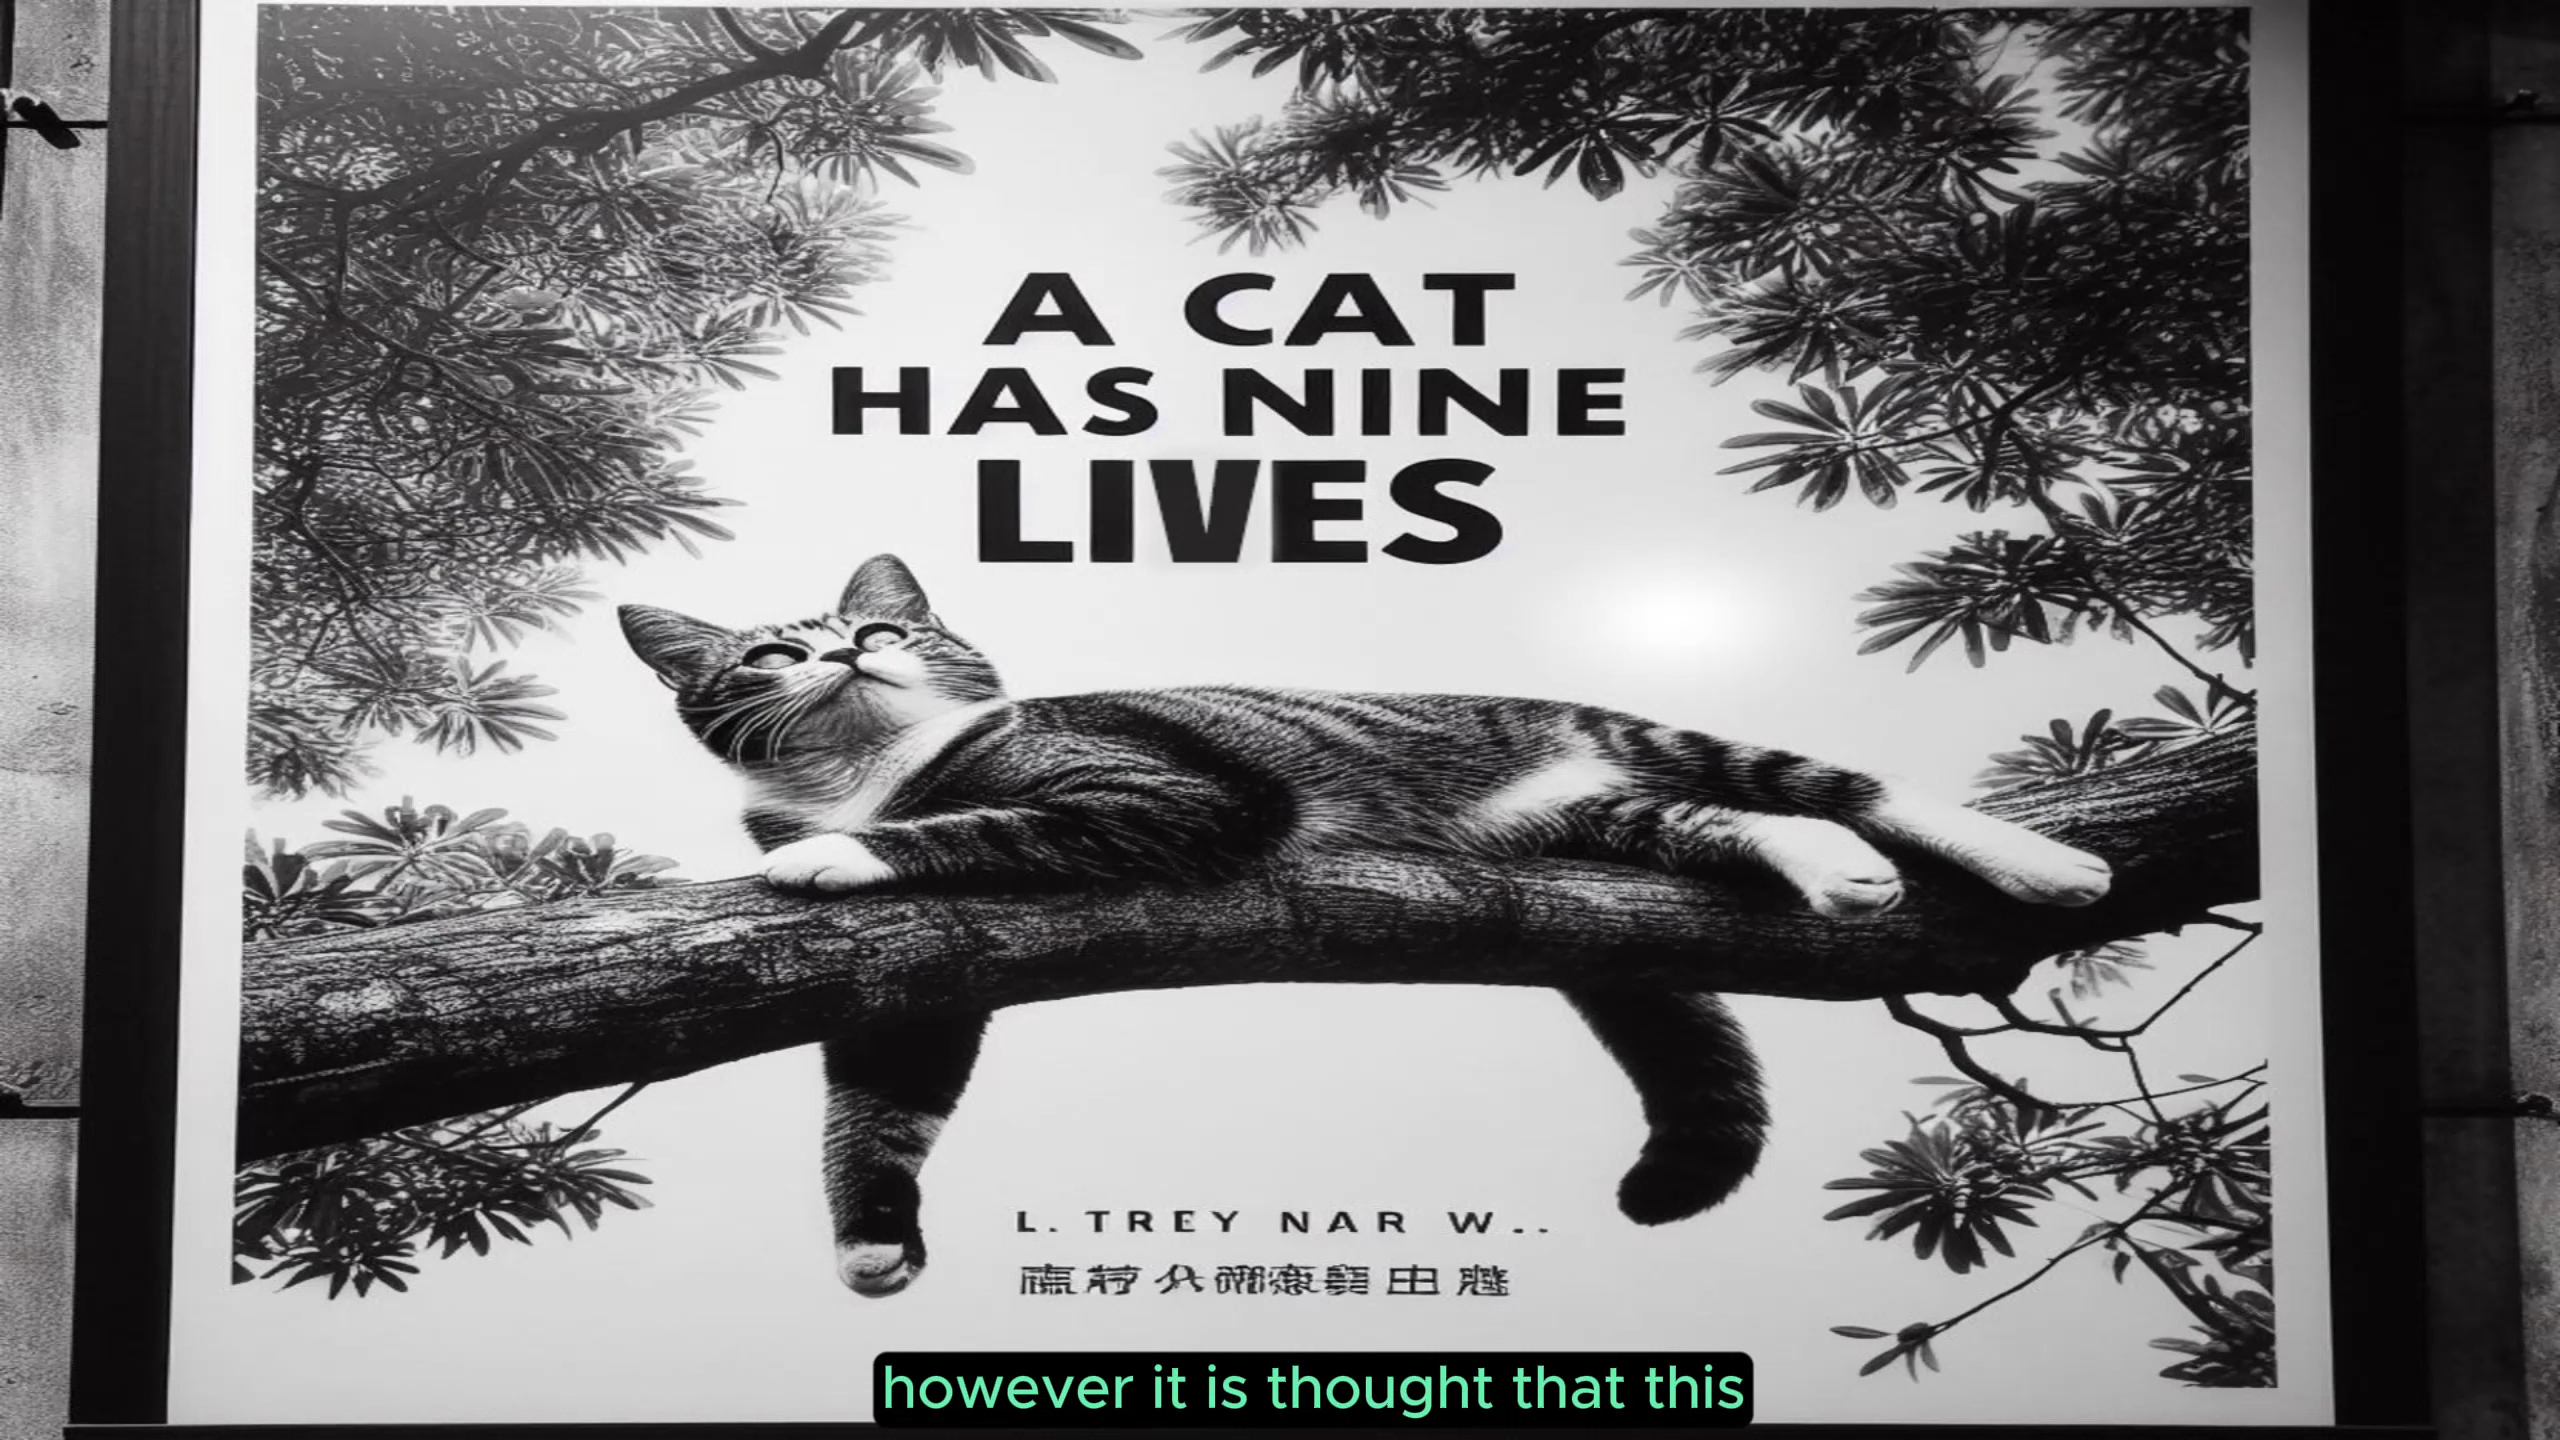 A CAT
HAS NINE
LIVES
L. TREY NAR W..
however it is thought that this